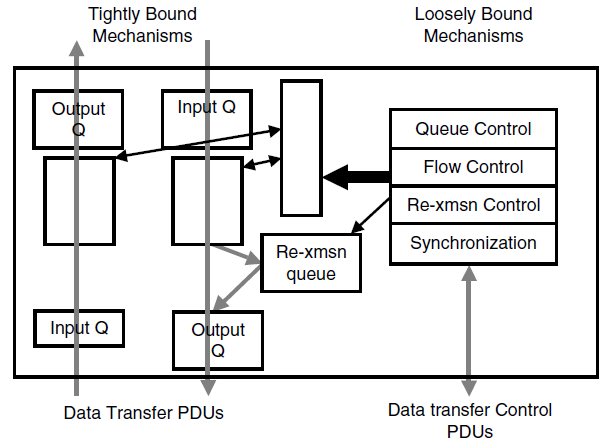 Tightly Bound
Mechanisms
Loosely Bound
Mechanisms
Output
Q
Input Q
Queue Control
Flow Control
Re-xmsn Control
Synchronization
Re-xmsn
queue
Input Q
Output
Q
Data Transfer PDUs
Data transfer Control
PDUs